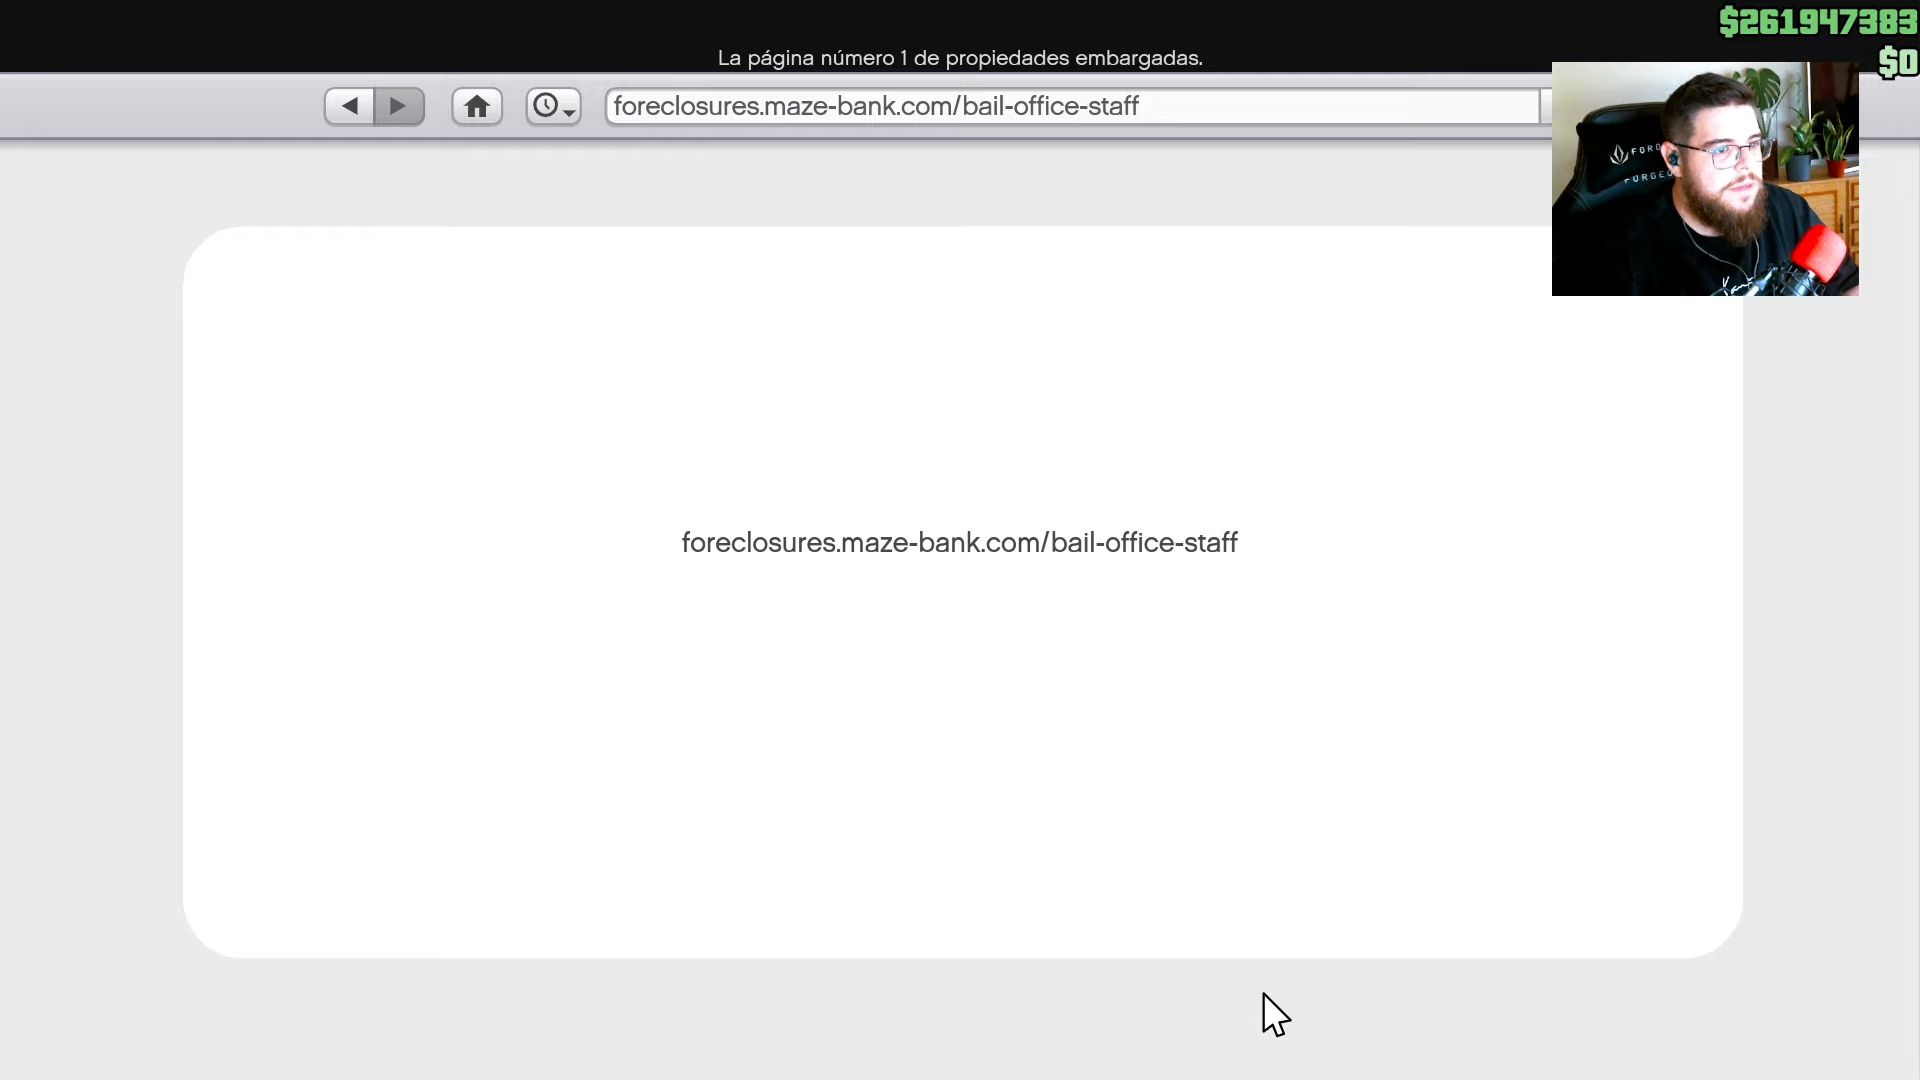 $261947383
La página número 1 de propiedades embargadas.
$0
foreclosures.maze-bank.com/bail-office-staff
foreclosures.maze-bank.com/bail-office-staff